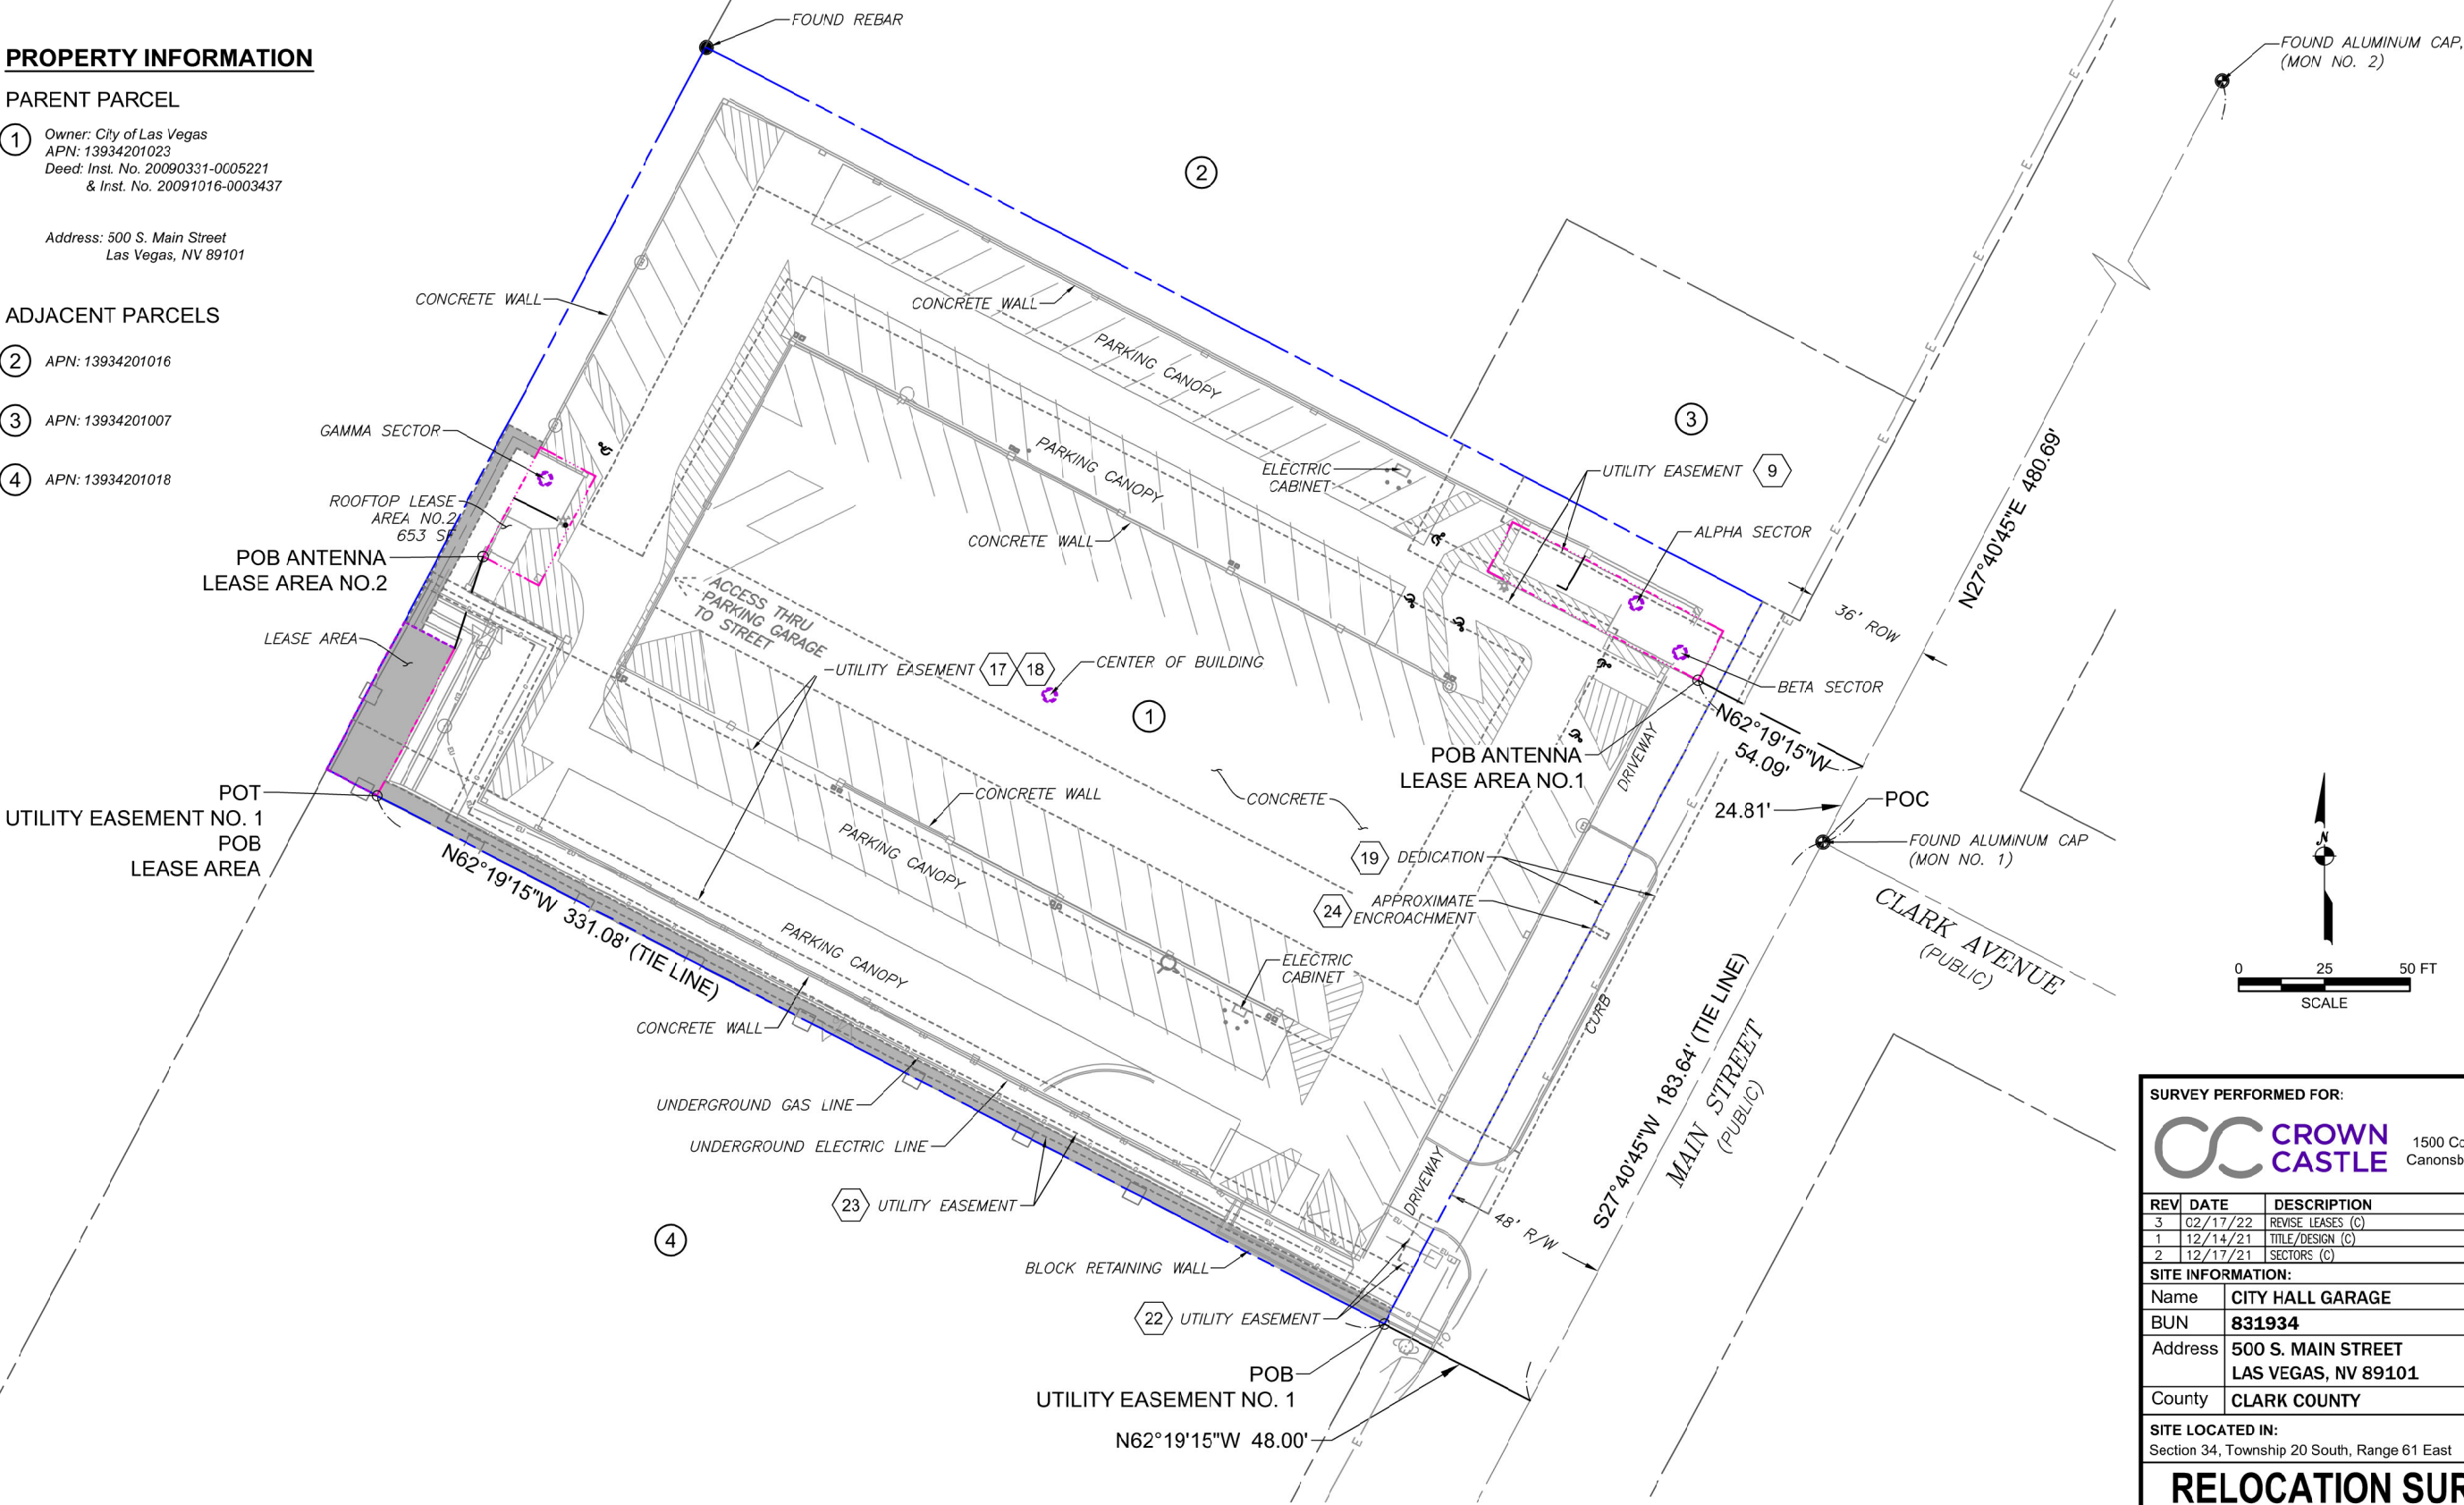 PROPERTY INFORMATION
PARENT PARCEL
1
Owner: City of Las Vegas
APN: 13934201023
Deed: Inst. No. 20090331-0005221
& Inst. No. 20091016-0003437
Address: 500 S. Main Street
Las Vegas, NV 89101
ADJACENT PARCELS
2 APN: 13934201016
3 APN: 13934201007
4 APN: 13934201018
FOUND REBAR
FOUND ALUMINUM CAP,
(MON NO. 2)
2
CONCRETE WALL
CONCRETE WALL
PARKING CANOPY
3
GAMMA SECTOR
PARKING CANOPY
ELECTRIC
CABINET
UTILITY EASEMENT 9
ROOFTOP LEASE
AREA NO.2
653 S
POB ANTENNA
LEASE AREA NO.2
CONCRETE WALL
ALPHA SECTOR
N27°40'45"E 480.69'
36' ROW
ACCESS THRU
PARKING GARAGE
TO STREET
LEASE AREA
UTILITY EASEMENT 17 18
CENTER OF BUILDING
BETA SECTOR
1
N62°19'15"W
54.09'
POB ANTENNA
LEASE AREA NO.1
DRIVEWAY
POT
UTILITY EASEMENT NO. 1
POB
LEASE AREA
CONCRETE WALL
CONCRETE
24.81'
POC
FOUND ALUMINUM CAP
(MON NO. 1)
N
PARKING CANOPY
19 DEDICATION
N62°19'15"W 331.08' (TIE LINE)
24 APPROXIMATE
ENCROACHMENT
CLARK AVENUE
(PUBLIC)
PARKING CANOPY
ELECTRIC
CABINET
0 25 50 FT
SCALE
CONCRETE WALL
CURB
S27°40'45"W 183.64' (TIE LINE)
MAIN STREET
(PUBLIC)
UNDERGROUND GAS LINE
UNDERGROUND ELECTRIC LINE
DRIVEWAY
23 UTILITY EASEMENT
48' R/W
4
BLOCK RETAINING WALL
22 UTILITY EASEMENT
POB
UTILITY EASEMENT NO. 1
N62°19'15"W 48.00'
SURVEY PERFORMED FOR:
CROWN
CASTLE
1500 Co
Canonsb
REV DATE DESCRIPTION
3 02/17/22 REVISE LEASES (C)
1 12/14/21 TITLE/DESIGN (C)
2 12/17/21 SECTORS (C)
SITE INFORMATION:
Name CITY HALL GARAGE
BUN 831934
Address 500 S. MAIN STREET
LAS VEGAS, NV 89101
County CLARK COUNTY
SITE LOCATED IN:
Section 34, Township 20 South, Range 61 East
RELOCATION SUR